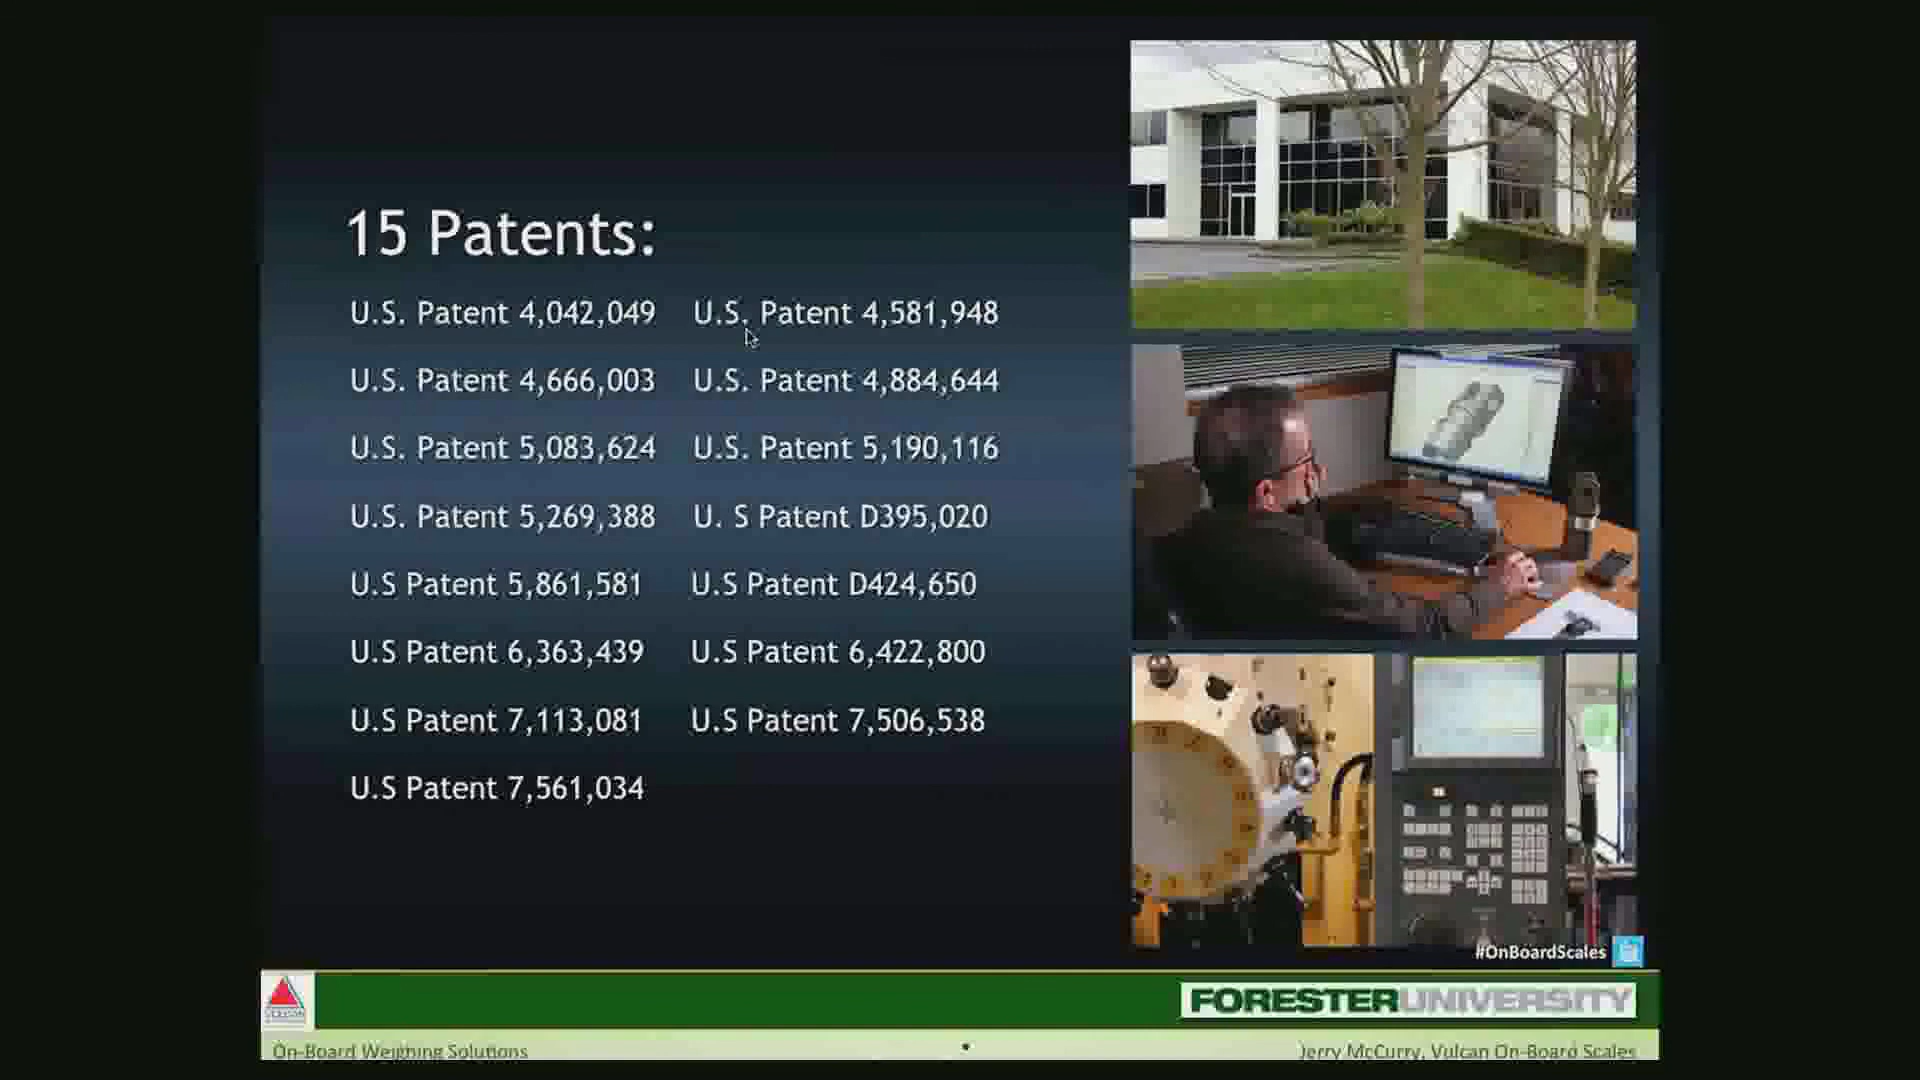 15 Patents:
U.S. Patent 4,042,049 U.S. Patent 4,581,948
U.S. Patent 4,666,003 U.S. Patent 4,884,644
U.S. Patent 5,083,624 U.S. Patent 5,190,116
U.S. Patent 5,269,388 U. S Patent D395,020
U.S Patent 5,861,581 U.S Patent D424,650
U.S Patent 6,363,439 U.S Patent 6,422,800
U.S Patent 7,113,081 U.S Patent 7,506,538
U.S Patent 7,561,034
#OnBoardScales
VULCAN
FORESTERUNIVERSITY
On-Board Weighing Solutions
Jerry McCurry, Vulcan On-Board Scales